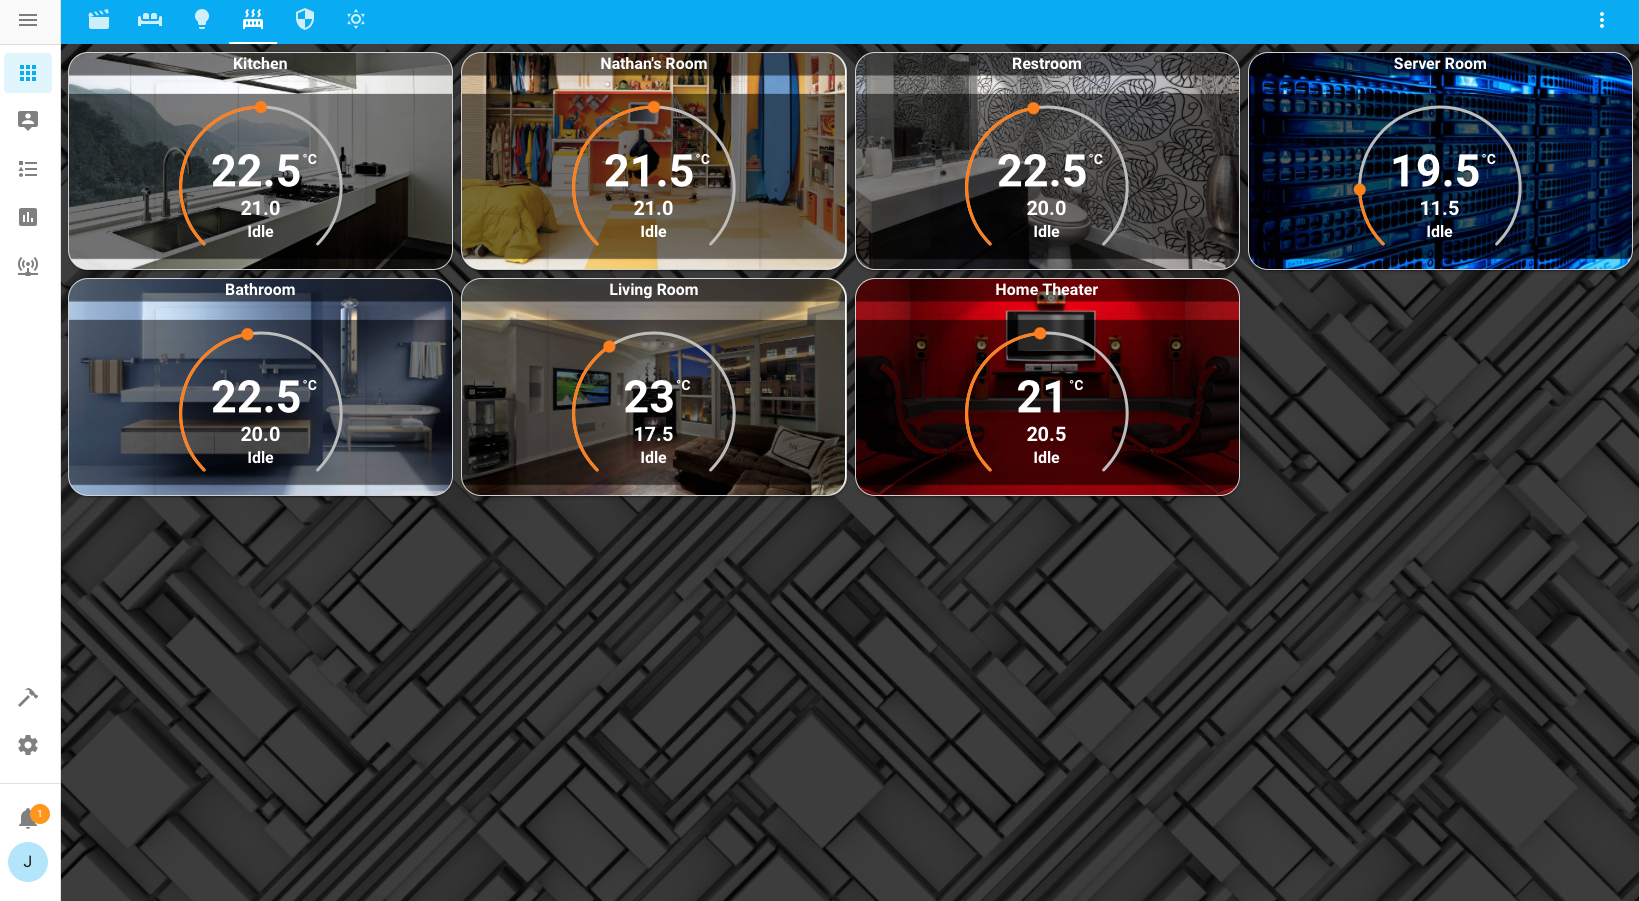 Kitchen
22.5 °C
21.0
Idle
Nathan's Room
21.5 °C
21.0
Idle
Restroom
22.5 °C
20.0
Idle
Server Room
19.5 °C
11.5
Idle
Bathroom
22.5 °C
20.0
Idle
Living Room
23 °C
17.5
Idle
Home Theater
21 °C
20.5
Idle
1
J